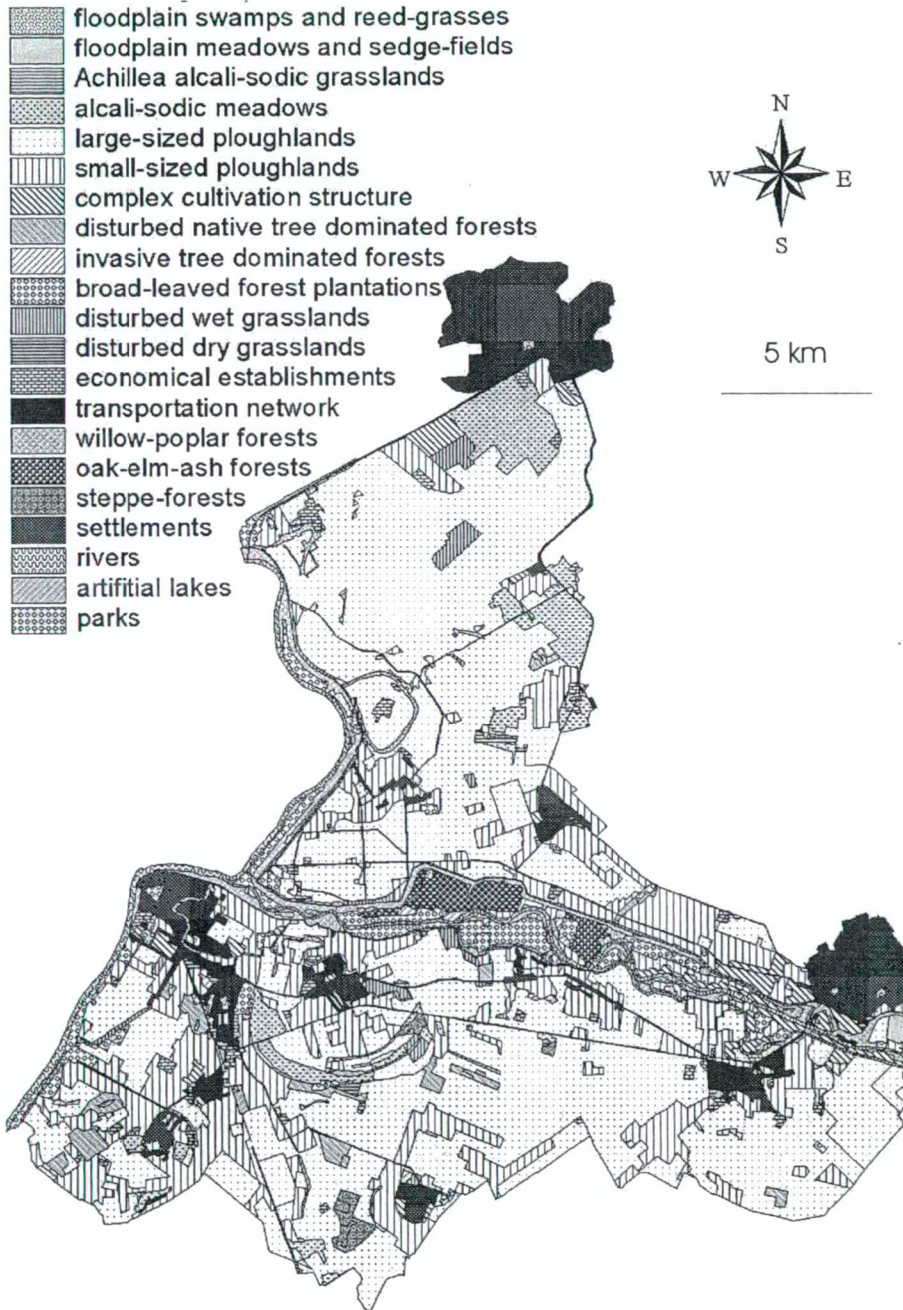 floodplain swamps and reed-grasses
floodplain meadows and sedge-fields
Achillea alcali-sodic grasslands
alcali-sodic meadows
large-sized ploughlands
small-sized ploughlands
complex cultivation structure
disturbed native tree dominated forests
invasive tree dominated forests
broad-leaved forest plantations
disturbed wet grasslands
disturbed dry grasslands
economical establishments
transportation network
willow-poplar forests
oak-elm-ash forests
steppe-forests
settlements
rivers
artifitial lakes
parks
N
W E
S
5 km